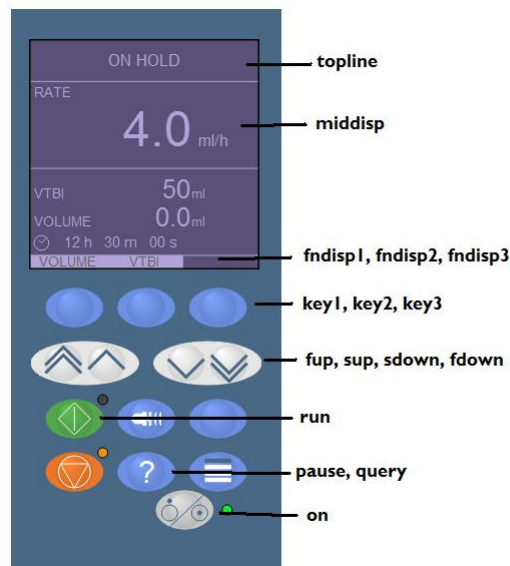 ON HOLD
topline
RATE
4.0 ml/h
middisp
VTBI 50ml
VOLUME 0.0ml
12 h 30 m 00 s
VOLUME VTBI
fndisp1, fndisp2, fndisp3
key1, key2, key3
fup, sup, sdown, fdown
run
?
pause, query
on